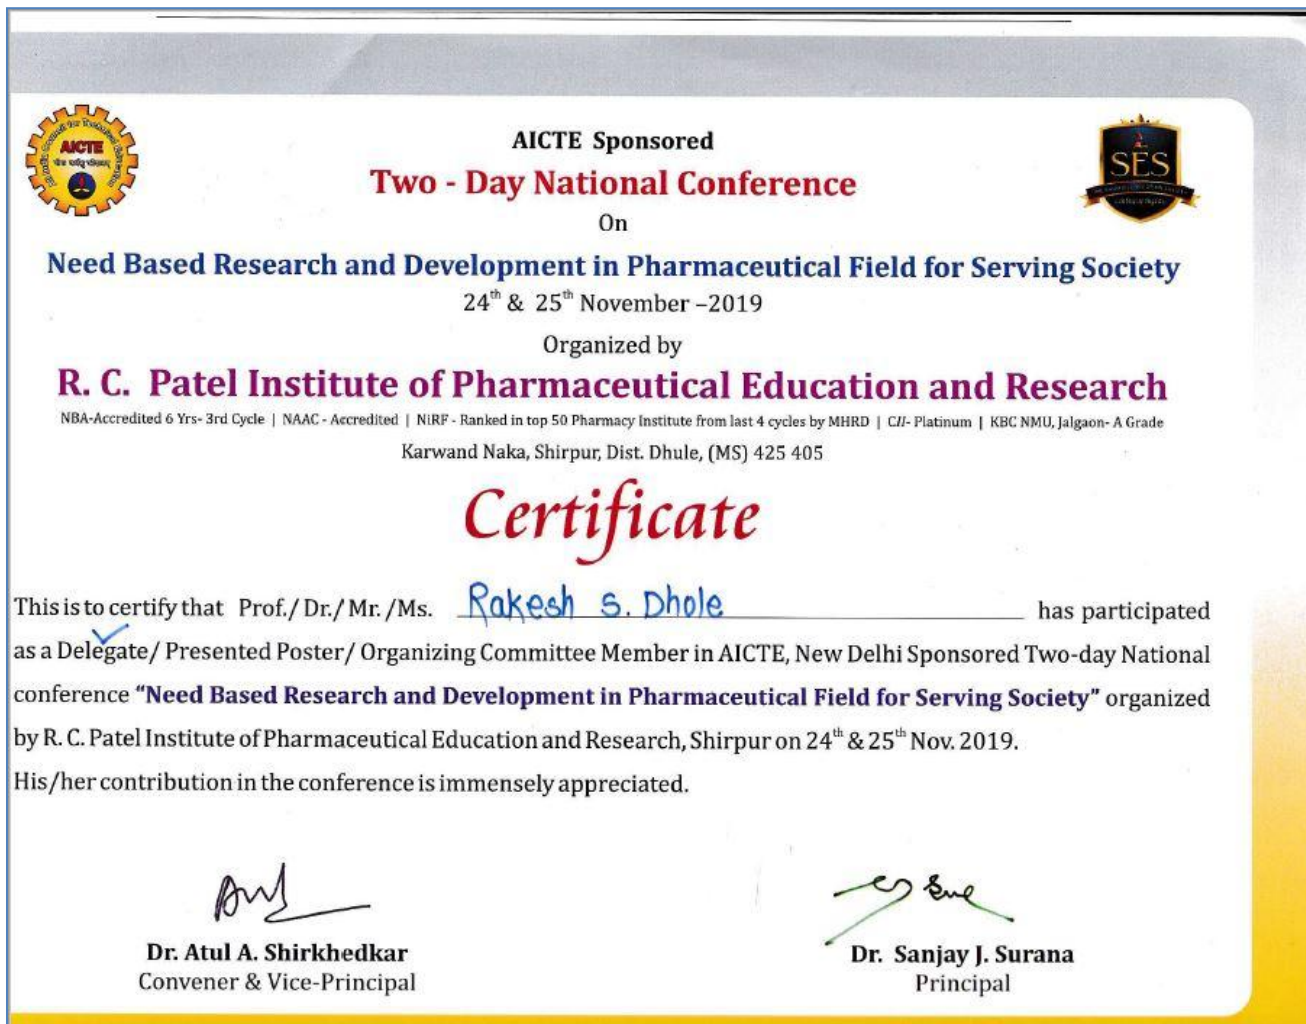 AICTE
SES
AICTE Sponsored
Two - Day National Conference
On
Need Based Research and Development in Pharmaceutical Field for Serving Society
24th & 25th November –2019
Organized by
R. C. Patel Institute of Pharmaceutical Education and Research
NBA-Accredited 6 Yrs- 3rd Cycle | NAAC - Accredited | NiRF - Ranked in top 50 Pharmacy Institute from last 4 cycles by MHRD | CII- Platinum | KBC NMU, Jalgaon- A Grade
Karwand Naka, Shirpur, Dist. Dhule, (MS) 425 405
Certificate
This is to certify that Prof./ Dr./ Mr. /Ms. Rakesh S. Dhole has participated
as a Delegate/ Presented Poster/ Organizing Committee Member in AICTE, New Delhi Sponsored Two-day National
conference “Need Based Research and Development in Pharmaceutical Field for Serving Society” organized
by R. C. Patel Institute of Pharmaceutical Education and Research, Shirpur on 24th & 25th Nov. 2019.
His/her contribution in the conference is immensely appreciated.
Dr. Atul A. Shirkhedkar
Convener & Vice-Principal
Dr. Sanjay J. Surana
Principal